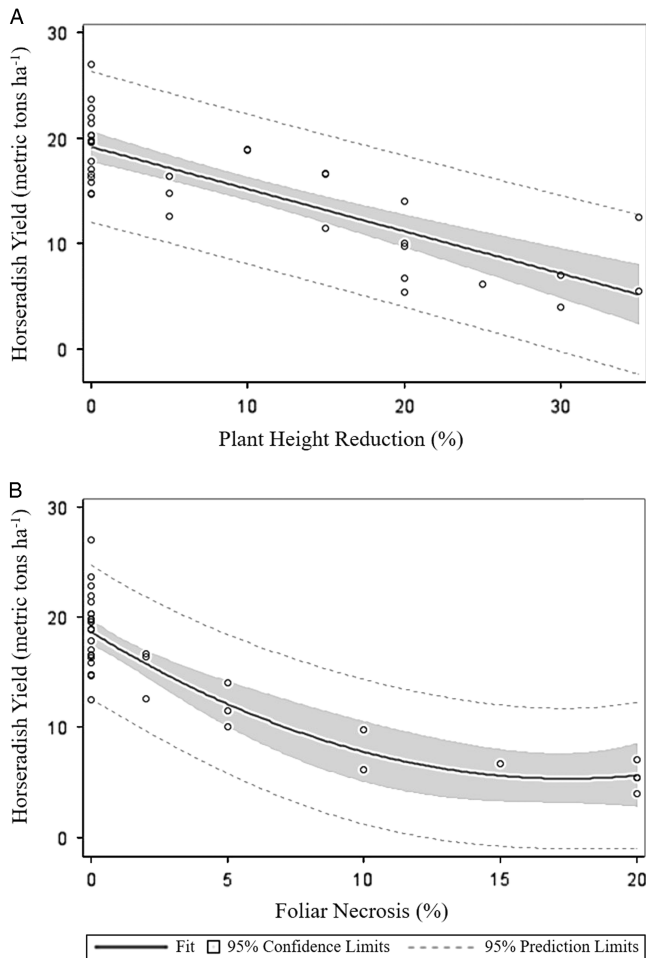 A
Horseradish Yield (metric tons ha⁻¹)
30
20
10
0
0 10 20 30
Plant Height Reduction (%)
B
Horseradish Yield (metric tons ha⁻¹)
30
20
10
0
0 5 10 15 20
Foliar Necrosis (%)
Fit 95% Confidence Limits 95% Prediction Limits